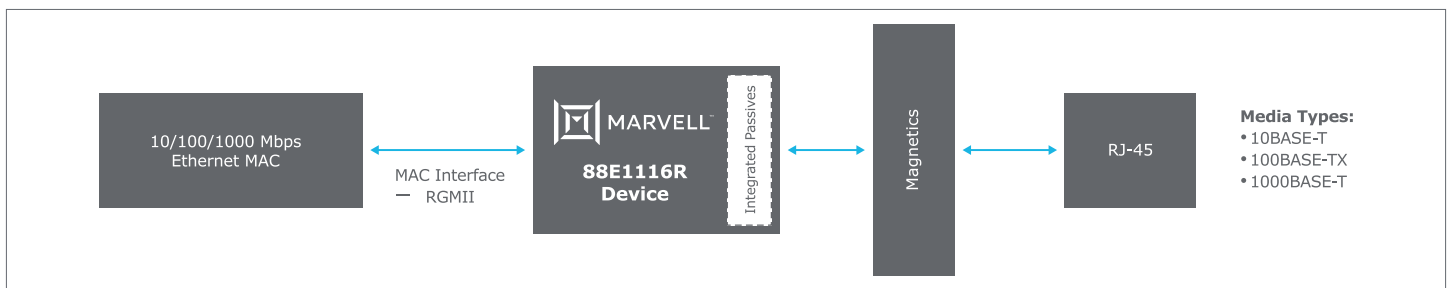 10/100/1000 Mbps
Ethernet MAC
MAC Interface
— RGMII
MARVELL™
88E1116R
Device
Integrated Passives
Magnetics
RJ-45
Media Types:
• 10BASE-T
• 100BASE-TX
• 1000BASE-T